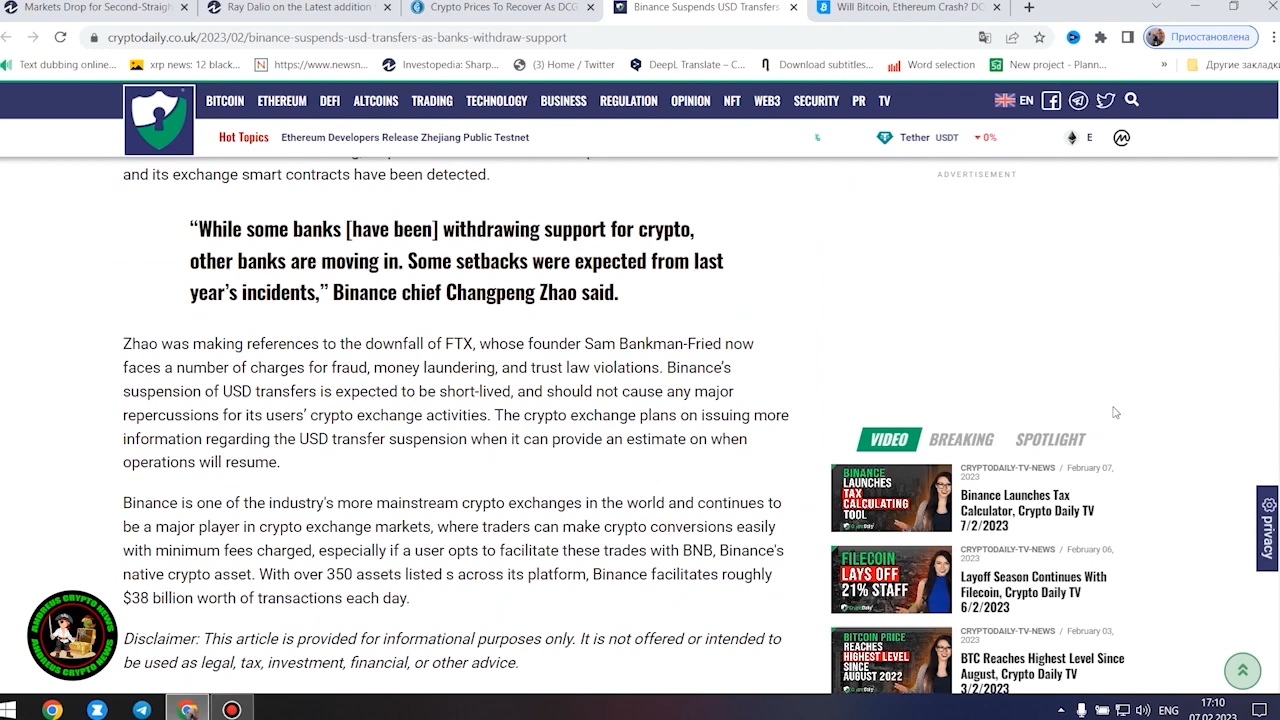 Markets Drop for Second-Straigh
Ray Dalio on the Latest addition t
Crypto Prices To Recover As DCG
Binance Suspends USD Transfers
Will Bitcoin, Ethereum Crash? DC
cryptodaily.co.uk/2023/02/binance-suspends-usd-transfers-as-banks-withdraw-support
Приостановлена
Text dubbing online...
xrp news: 12 black...
https://www.newsn...
Investopedia: Sharp...
(3) Home / Twitter
DeepL Translate – C...
Download subtitles...
Word selection
New project - Plann...
»
Другие закладки
BITCOIN ETHEREUM DEFI ALTCOINS TRADING TECHNOLOGY BUSINESS REGULATION OPINION NFT WEB3 SECURITY PR TV
EN
Hot Topics
Ethereum Developers Release Zhejiang Public Testnet
Tether USDT 0%
E
and its exchange smart contracts have been detected.
ADVERTISEMENT
“While some banks [have been] withdrawing support for crypto,
other banks are moving in. Some setbacks were expected from last
year’s incidents,” Binance chief Changpeng Zhao said.
Zhao was making references to the downfall of FTX, whose founder Sam Bankman-Fried now
faces a number of charges for fraud, money laundering, and trust law violations. Binance’s
suspension of USD transfers is expected to be short-lived, and should not cause any major
repercussions for its users’ crypto exchange activities. The crypto exchange plans on issuing more
information regarding the USD transfer suspension when it can provide an estimate on when
operations will resume.
Binance is one of the industry's more mainstream crypto exchanges in the world and continues to
be a major player in crypto exchange markets, where traders can make crypto conversions easily
with minimum fees charged, especially if a user opts to facilitate these trades with BNB, Binance's
native crypto asset. With over 350 assets listed s across its platform, Binance facilitates roughly
$38 billion worth of transactions each day.
Disclaimer: This article is provided for informational purposes only. It is not offered or intended to
be used as legal, tax, investment, financial, or other advice.
VIDEO BREAKING SPOTLIGHT
BINANCE
LAUNCHES
TAX
CALCULATING
TOOL
CRYPTODAILY-TV-NEWS / February 07,
2023
Binance Launches Tax
Calculator, Crypto Daily TV
7/2/2023
FILECOIN
LAYS OFF
21% STAFF
CRYPTODAILY-TV-NEWS / February 06,
2023
Layoff Season Continues With
Filecoin, Crypto Daily TV
6/2/2023
BITCOIN PRICE
REACHES
HIGHEST LEVEL
SINCE
AUGUST 2022
CRYPTODAILY-TV-NEWS / February 03,
2023
BTC Reaches Highest Level Since
August, Crypto Daily TV
3/2/2023
privacy
ANDREUS CRYPTO NEWS
ANDREUS CRYPTO NEWS
ENG
17:10
07.02.2023